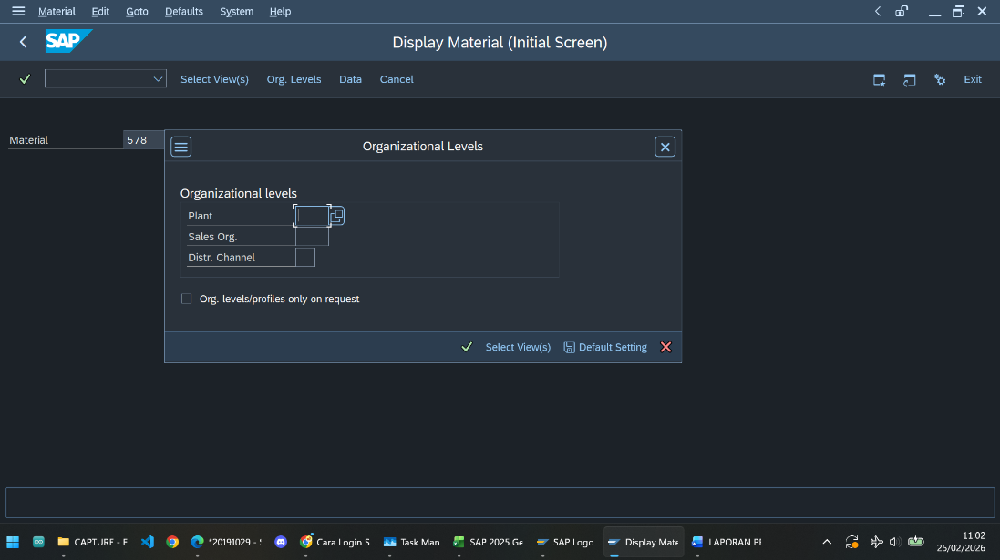 Material Edit Goto Defaults System Help
SAP Display Material (Initial Screen)
Select View(s) Org. Levels Data Cancel Exit
Material 578
Organizational Levels
Organizational levels
Plant
Sales Org.
Distr. Channel
Org. levels/profiles only on request
Select View(s) Default Setting
CAPTURE - F *20191029 - S Cara Login S Task Man SAP 2025 Ge SAP Logo Display Mate LAPORAN PI
11:02
25/02/2026